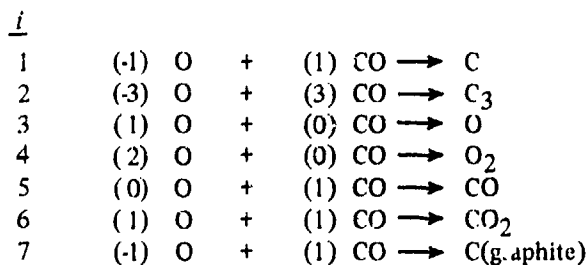 i
1 (-1) O + (1) CO → C
2 (-3) O + (3) CO → C₃
3 (1) O + (0) CO → O
4 (2) O + (0) CO → O₂
5 (0) O + (1) CO → CO
6 (1) O + (1) CO → CO₂
7 (-1) O + (1) CO → C(g.aphite)